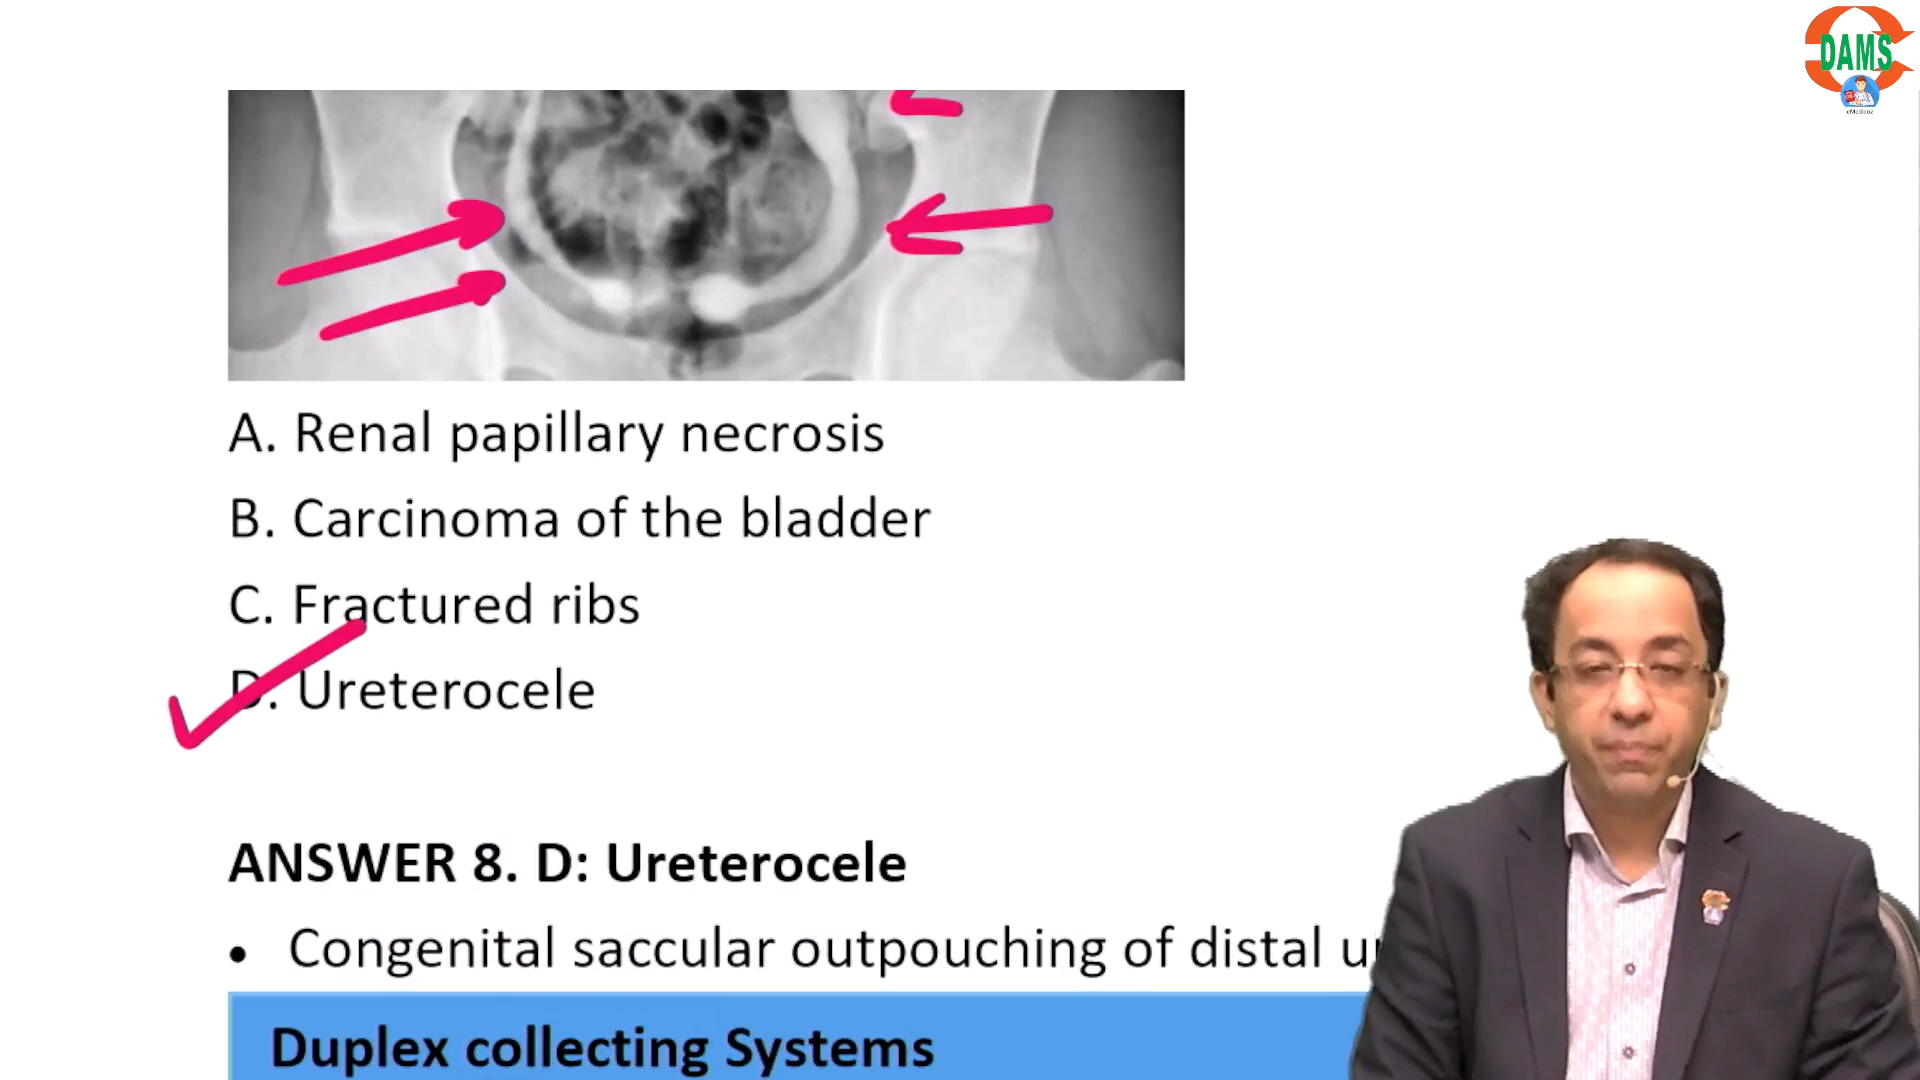 DAMS
eMedicoz
A. Renal papillary necrosis
B. Carcinoma of the bladder
C. Fractured ribs
D. Ureterocele
ANSWER 8. D: Ureterocele
• Congenital saccular outpouching of distal
Duplex collecting Systems